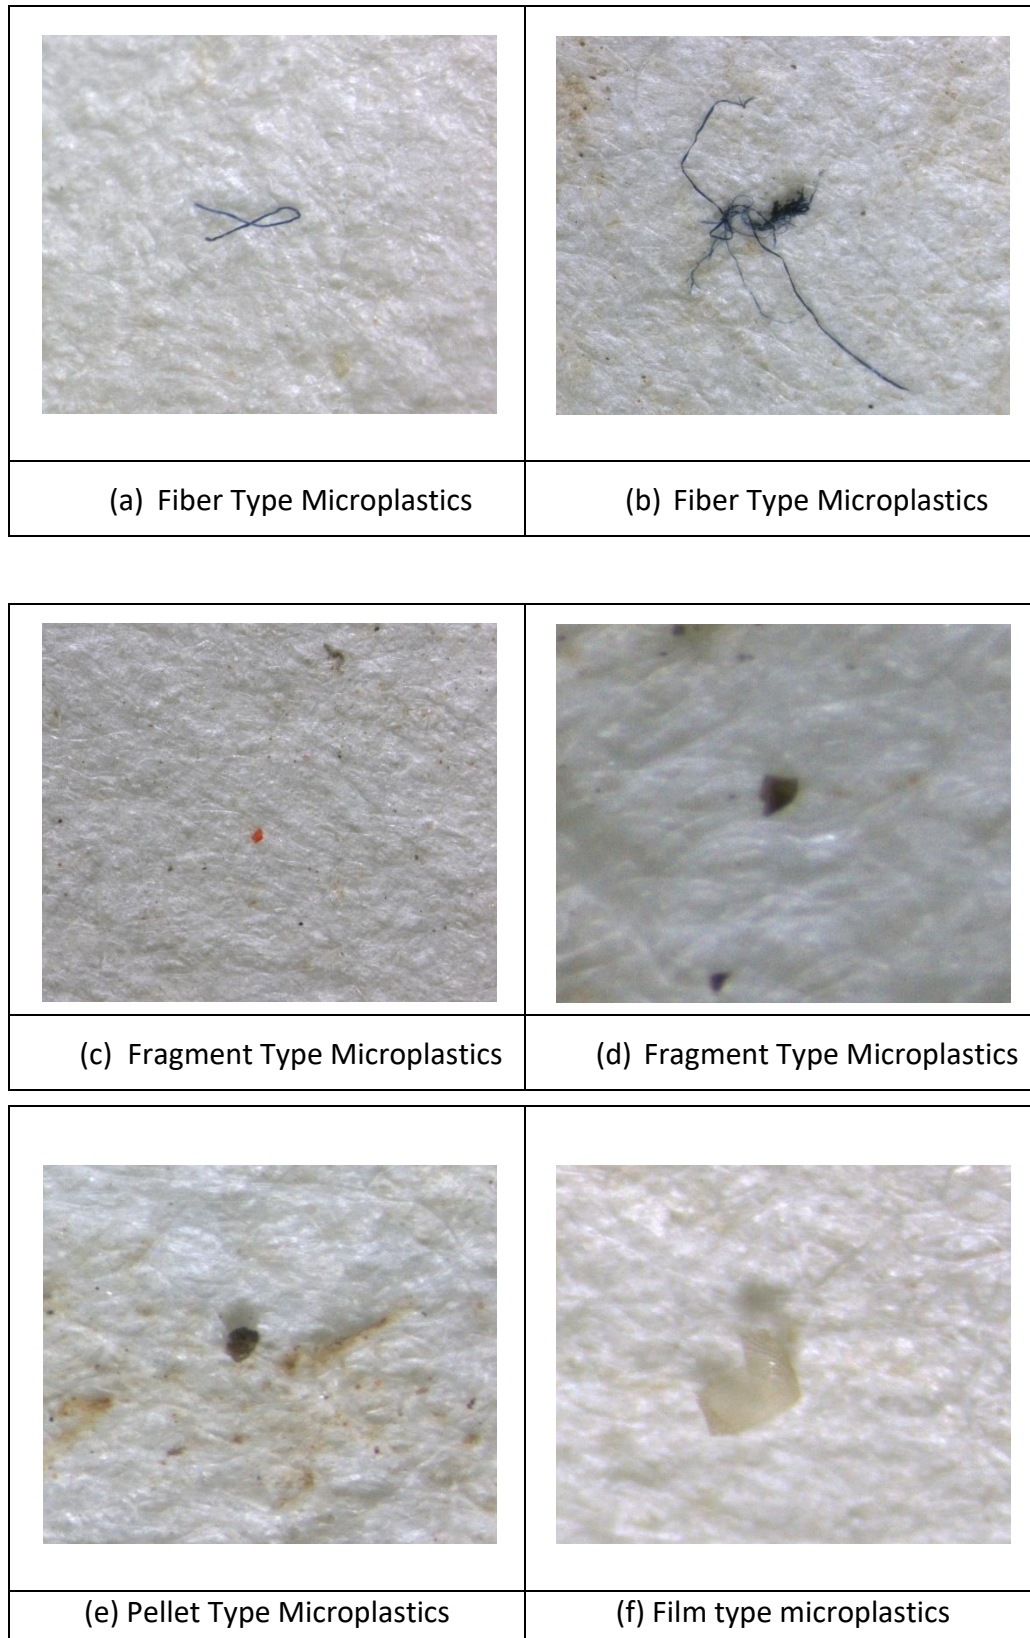 (a) Fiber Type Microplastics
(b) Fiber Type Microplastics
(c) Fragment Type Microplastics
(d) Fragment Type Microplastics
(e) Pellet Type Microplastics
(f) Film type microplastics